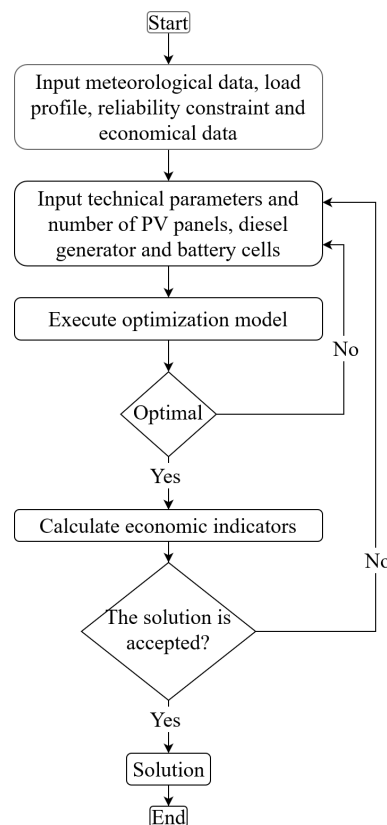 Start
Input meteorological data, load
profile, reliability constraint and
economical data
Input technical parameters and
number of PV panels, diesel
generator and battery cells
Execute optimization model
No
Optimal
Yes
Calculate economic indicators
No
The solution is
accepted?
Yes
Solution
End